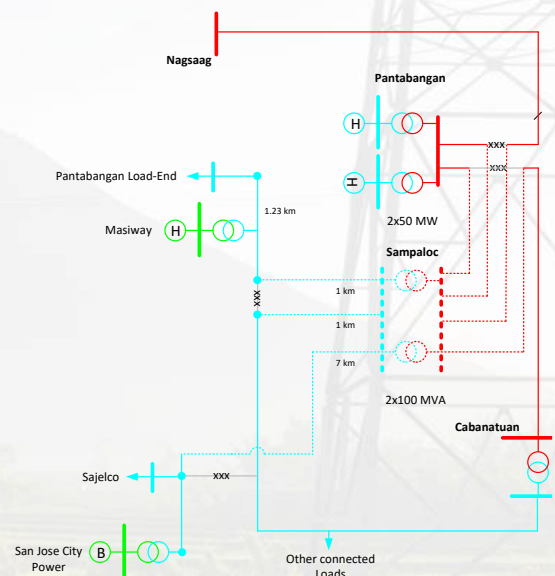 Nagsaag
Pantabangan
H
xxx
xxx
Pantabangan Load-End
H
1.23 km
Masiway
H
2x50 MW
Sampaloc
1 km
xxx
1 km
7 km
2x100 MVA
Cabanatuan
Sajelco
xxx
San Jose City
Power
B
Other connected
Loads